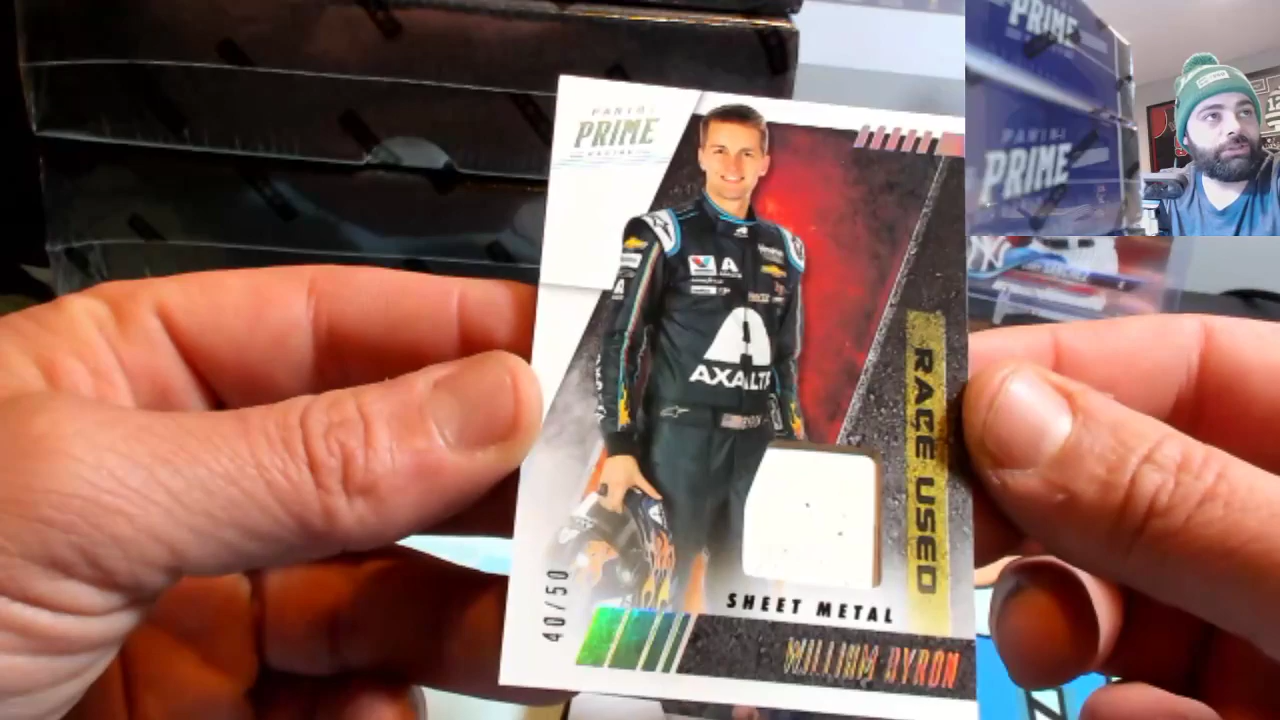 PANINI
PRIME
RACING
AXALTA
RACE USED
SHEET METAL
40/50
WILLIAM BYRON
PRIME
PANINI
PRIME